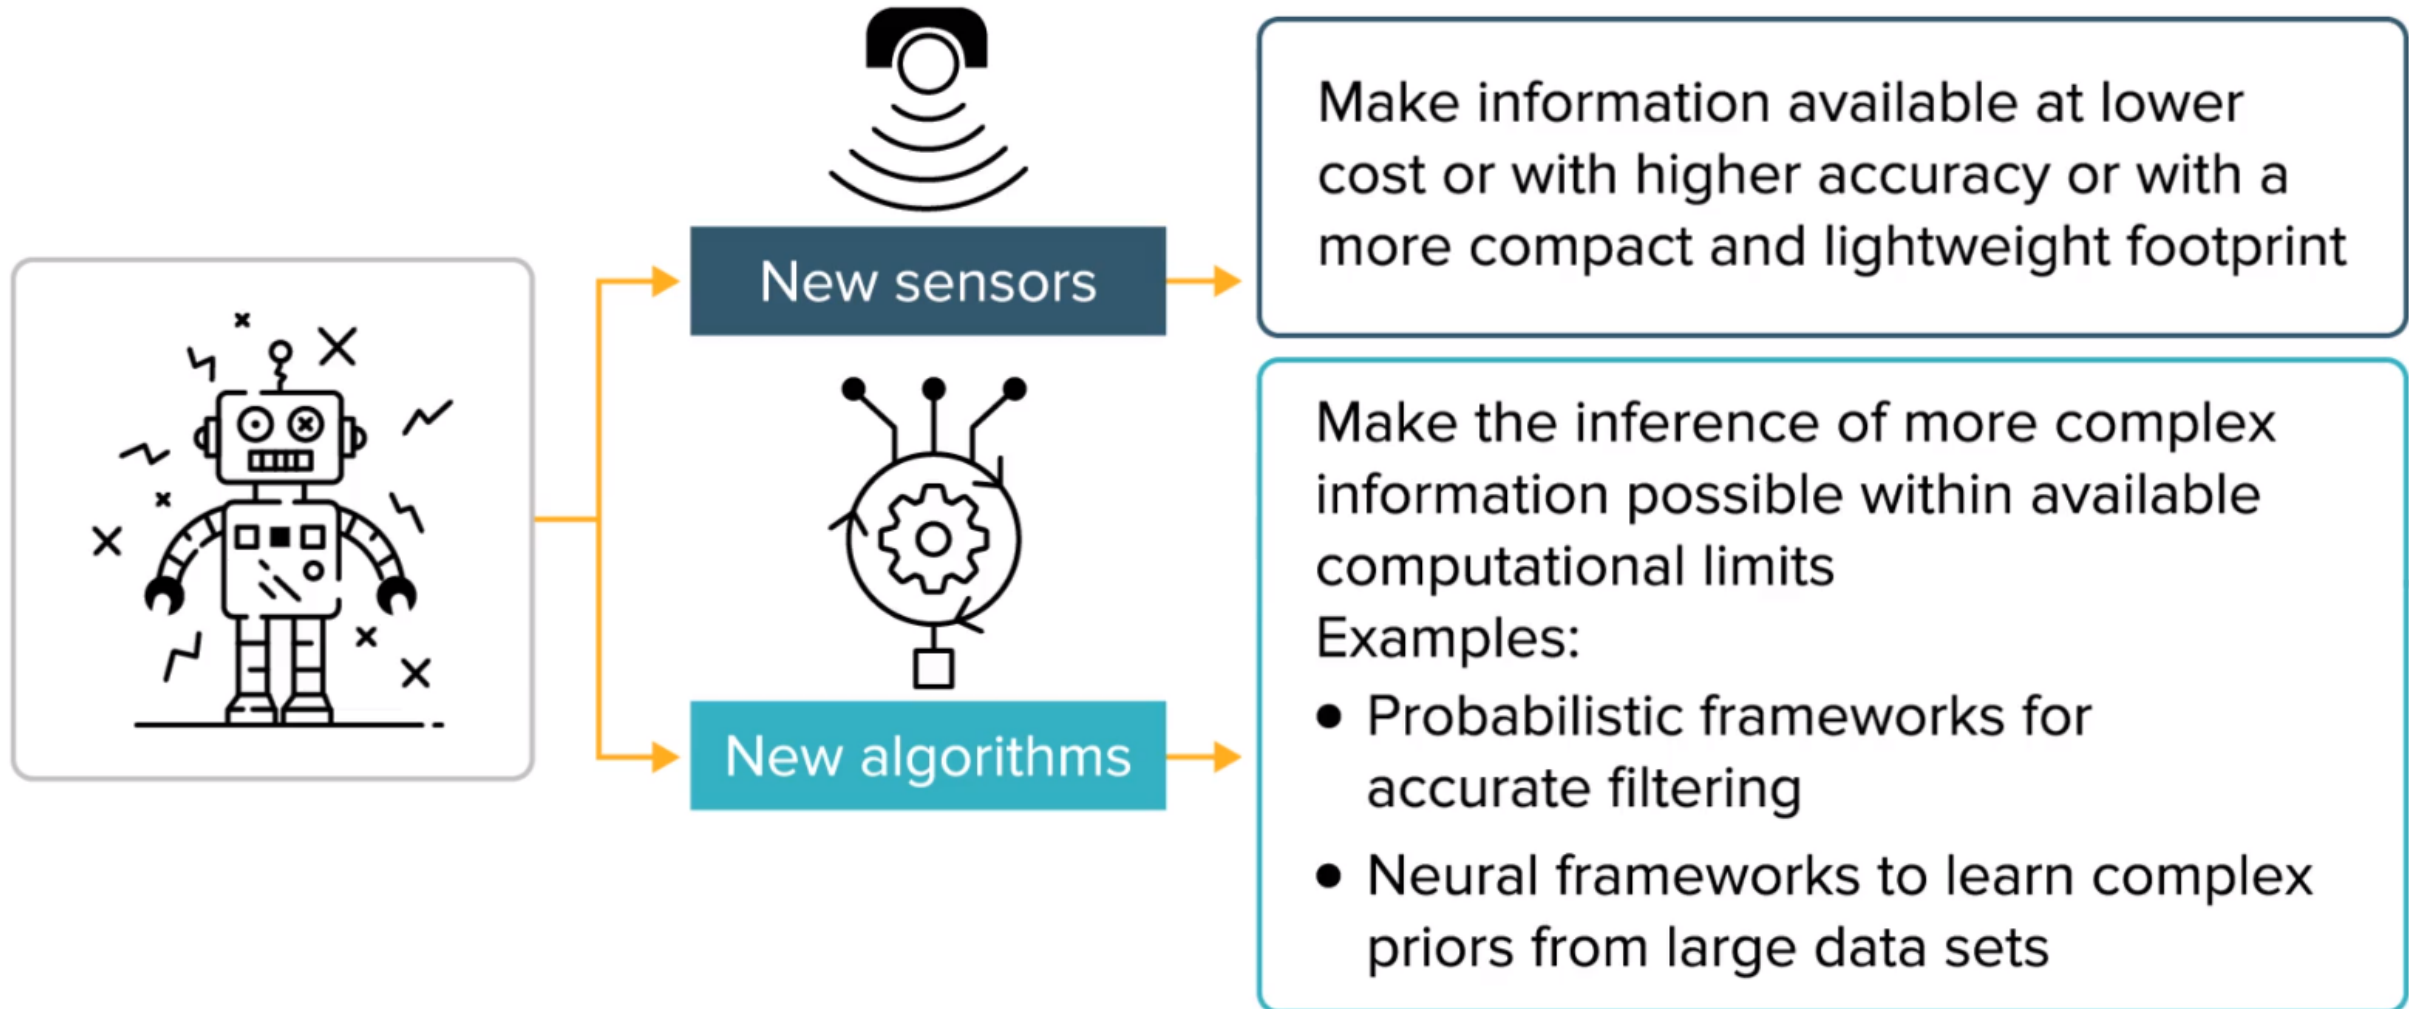 New sensors
Make information available at lower
cost or with higher accuracy or with a
more compact and lightweight footprint
New algorithms
Make the inference of more complex
information possible within available
computational limits
Examples:
● Probabilistic frameworks for
accurate filtering
● Neural frameworks to learn complex
priors from large data sets